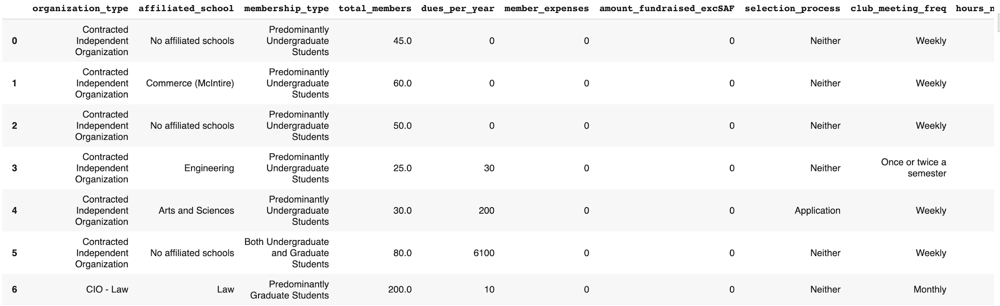 organization_type affiliated_school membership_type total_members dues_per_year member_expenses amount_fundraised_excSAF selection_process club_meeting_freq hours_n
0 Contracted Independent Organization No affiliated schools Predominantly Undergraduate Students 45.0 0 0 0 Neither Weekly
1 Contracted Independent Organization Commerce (McIntire) Predominantly Undergraduate Students 60.0 0 0 0 Neither Weekly
2 Contracted Independent Organization No affiliated schools Predominantly Undergraduate Students 50.0 0 0 0 Neither Weekly
3 Contracted Independent Organization Engineering Predominantly Undergraduate Students 25.0 30 0 0 Neither Once or twice a semester
4 Contracted Independent Organization Arts and Sciences Predominantly Undergraduate Students 30.0 200 0 0 Application Weekly
5 Contracted Independent Organization No affiliated schools Both Undergraduate and Graduate Students 80.0 6100 0 0 Neither Weekly
6 CIO - Law Law Predominantly Graduate Students 200.0 10 0 0 Neither Monthly